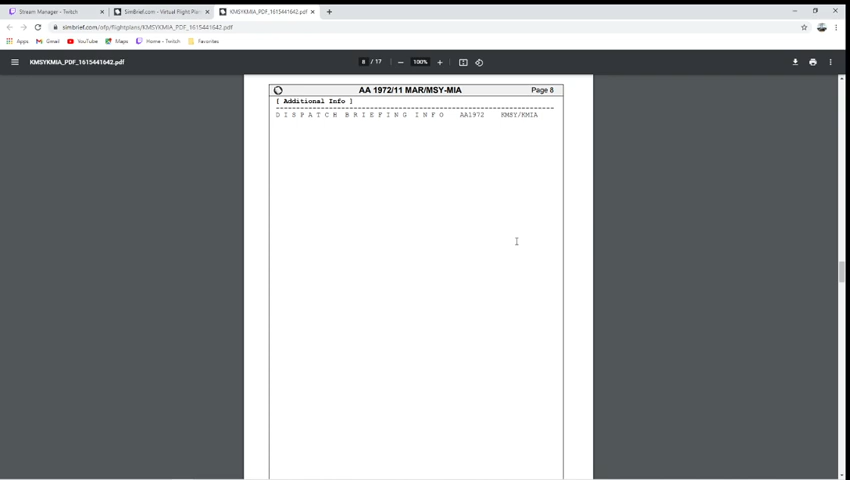 Stream Manager - Twitch
SimBrief.com - Virtual Flight Pla
KMSYKMIA_PDF_1615441642.pdf
simbrief.com/ofp/flightplans/KMSYKMIA_PDF_1615441642.pdf
Apps Gmail YouTube Maps Home - Twitch Favorites
KMSYKMIA_PDF_1615441642.pdf
8 / 17
100%
AA 1972/11 MAR/MSY-MIA Page 8
[ Additional Info ]
D I S P A T C H B R I E F I N G I N F O AA1972 KMSY/KMIA